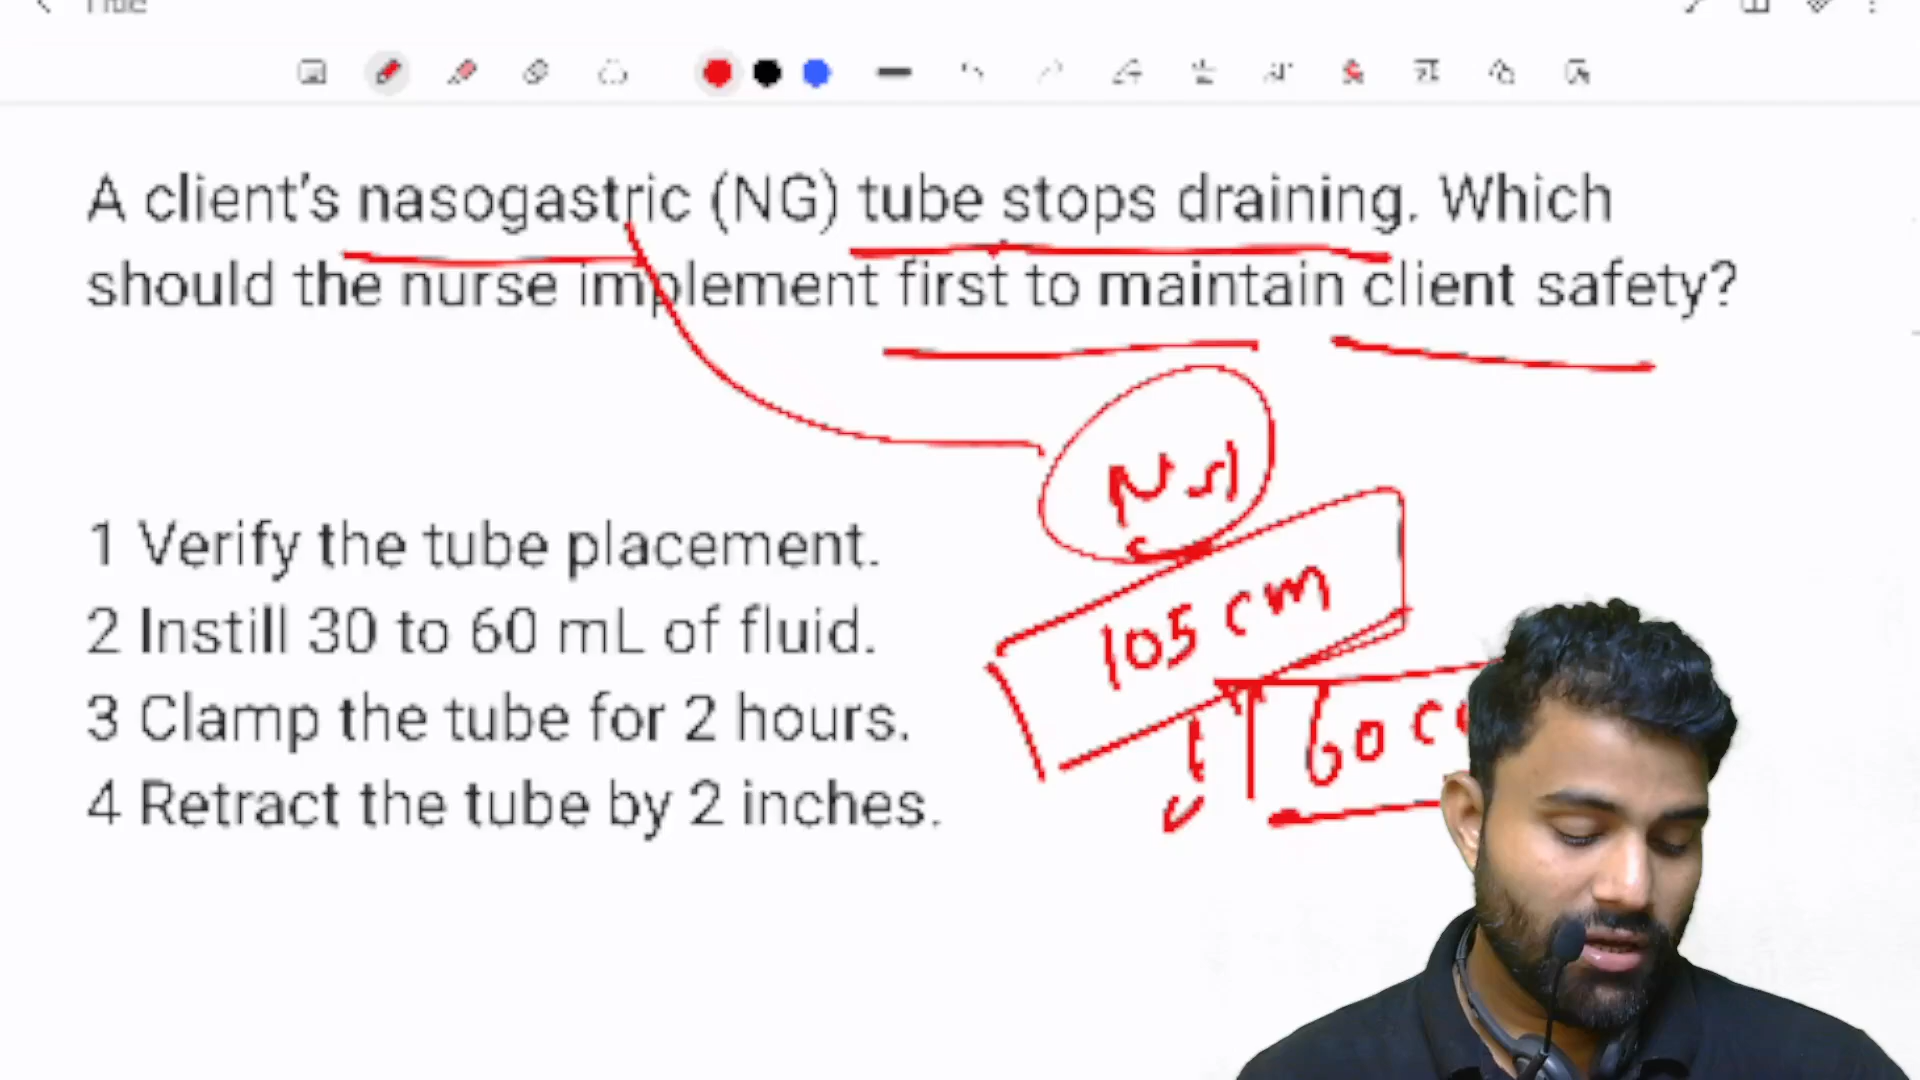 Title
A client's nasogastric (NG) tube stops draining. Which
should the nurse implement first to maintain client safety?
105 cm
1 Verify the tube placement.
2 Instill 30 to 60 mL of fluid.
3 Clamp the tube for 2 hours.
60
4 Retract the tube by 2 inches.